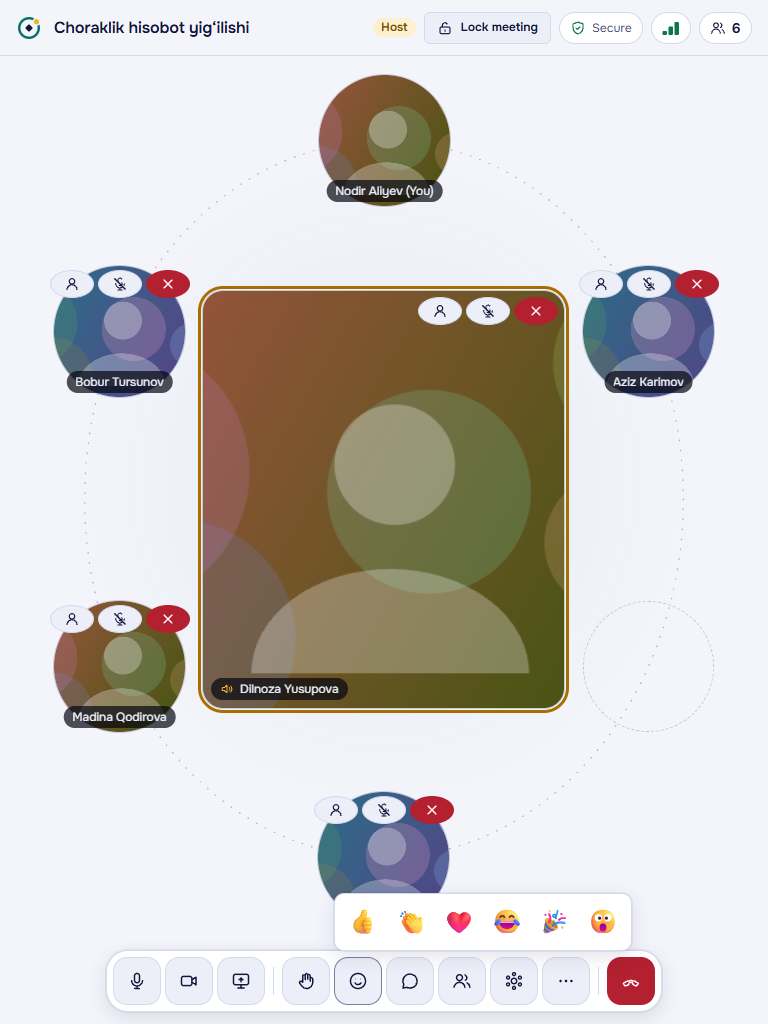 Choraklik hisobot yig‘ilishi
Host
Lock meeting
Secure
6
Nodir Aliyev (You)
Bobur Tursunov
Aziz Karimov
Dilnoza Yusupova
Madina Qodirova